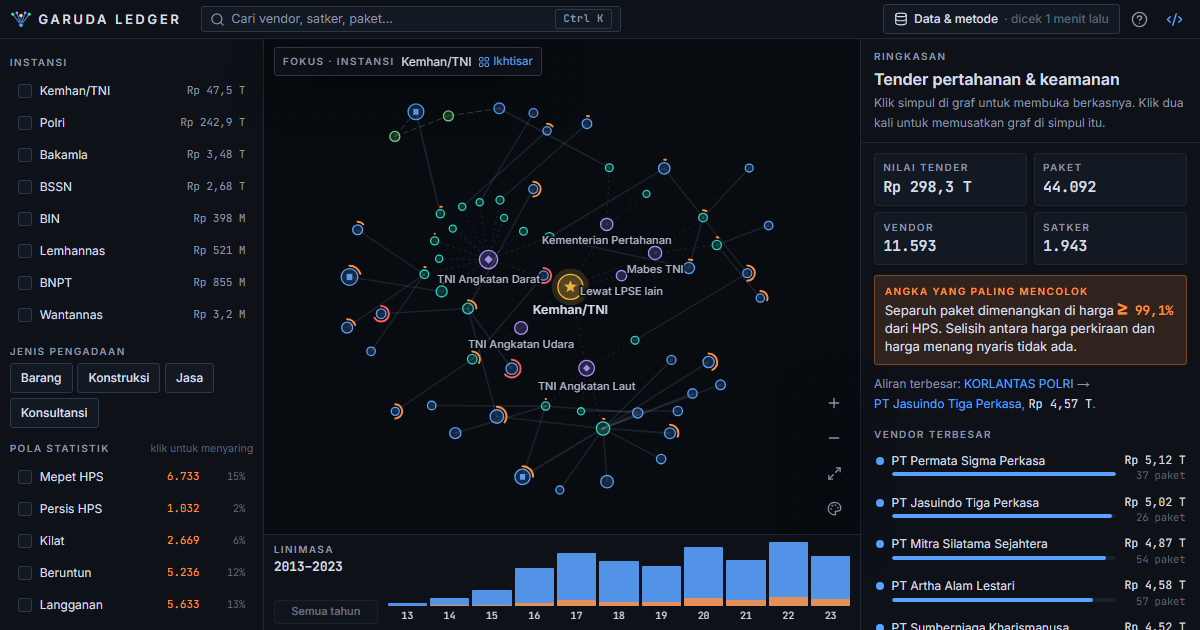 GARUDA LEDGER
Cari vendor, satker, paket...
Ctrl K
Data & metode · dicek 1 menit lalu
INSTANSI
Kemhan/TNI Rp 47,5 T
Polri Rp 242,9 T
Bakamla Rp 3,48 T
BSSN Rp 2,68 T
BIN Rp 398 M
Lemhannas Rp 521 M
BNPT Rp 855 M
Wantannas Rp 3,2 M
JENIS PENGADAAN
Barang Konstruksi Jasa
Konsultansi
POLA STATISTIK klik untuk menyaring
Mepet HPS 6.733 15%
Persis HPS 1.032 2%
Kilat 2.669 6%
Beruntun 5.236 12%
Langganan 5.633 13%
FOKUS · INSTANSI Kemhan/TNI Ikhtisar
Kementerian Pertahanan
Mabes TNI
TNI Angkatan Darat
Lewat LPSE lain
Kemhan/TNI
TNI Angkatan Udara
TNI Angkatan Laut
LINIMASA
2013–2023
Semua tahun
13 14 15 16 17 18 19 20 21 22 23
RINGKASAN
Tender pertahanan & keamanan
Klik simpul di graf untuk membuka berkasnya. Klik dua
kali untuk memusatkan graf di simpul itu.
NILAI TENDER
Rp 298,3 T
PAKET
44.092
VENDOR
11.593
SATKER
1.943
ANGKA YANG PALING MENCOLOK
Separuh paket dimenangkan di harga ≥ 99,1%
dari HPS. Selisih antara harga perkiraan dan
harga menang nyaris tidak ada.
Aliran terbesar: KORLANTAS POLRI →
PT Jasuindo Tiga Perkasa, Rp 4,57 T.
VENDOR TERBESAR
PT Permata Sigma Perkasa Rp 5,12 T
37 paket
PT Jasuindo Tiga Perkasa Rp 5,02 T
26 paket
PT Mitra Silatama Sejahtera Rp 4,87 T
54 paket
PT Artha Alam Lestari Rp 4,58 T
57 paket
PT Sumberniaga Kharismanusa Rp 4,52 T